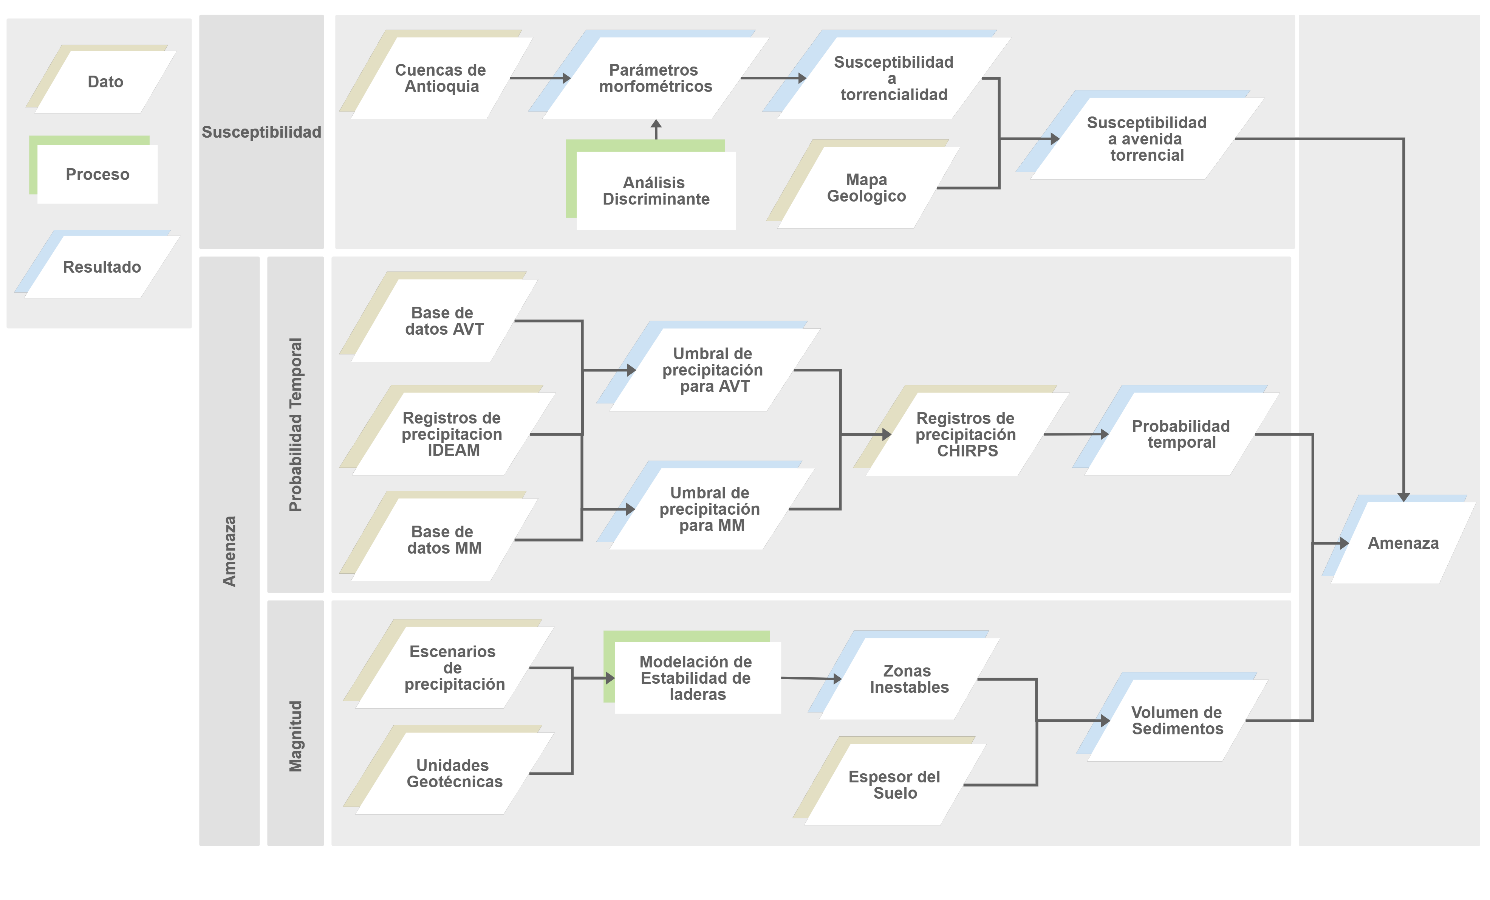 Dato
Proceso
Resultado
Susceptibilidad
Cuencas de
Antioquia
Parámetros
morfométricos
Susceptibilidad
a
torrencialidad
Análisis
Discriminante
Mapa
Geologico
Susceptibilidad
a avenida
torrencial
Amenaza
Probabilidad Temporal
Base de
datos AVT
Registros de
precipitacion
IDEAM
Base de
datos MM
Umbral de
precipitación
para AVT
Umbral de
precipitación
para MM
Registros de
precipitación
CHIRPS
Probabilidad
temporal
Amenaza
Magnitud
Escenarios
de
precipitación
Unidades
Geotécnicas
Modelación de
Estabilidad de
laderas
Zonas
Inestables
Espesor del
Suelo
Volumen de
Sedimentos